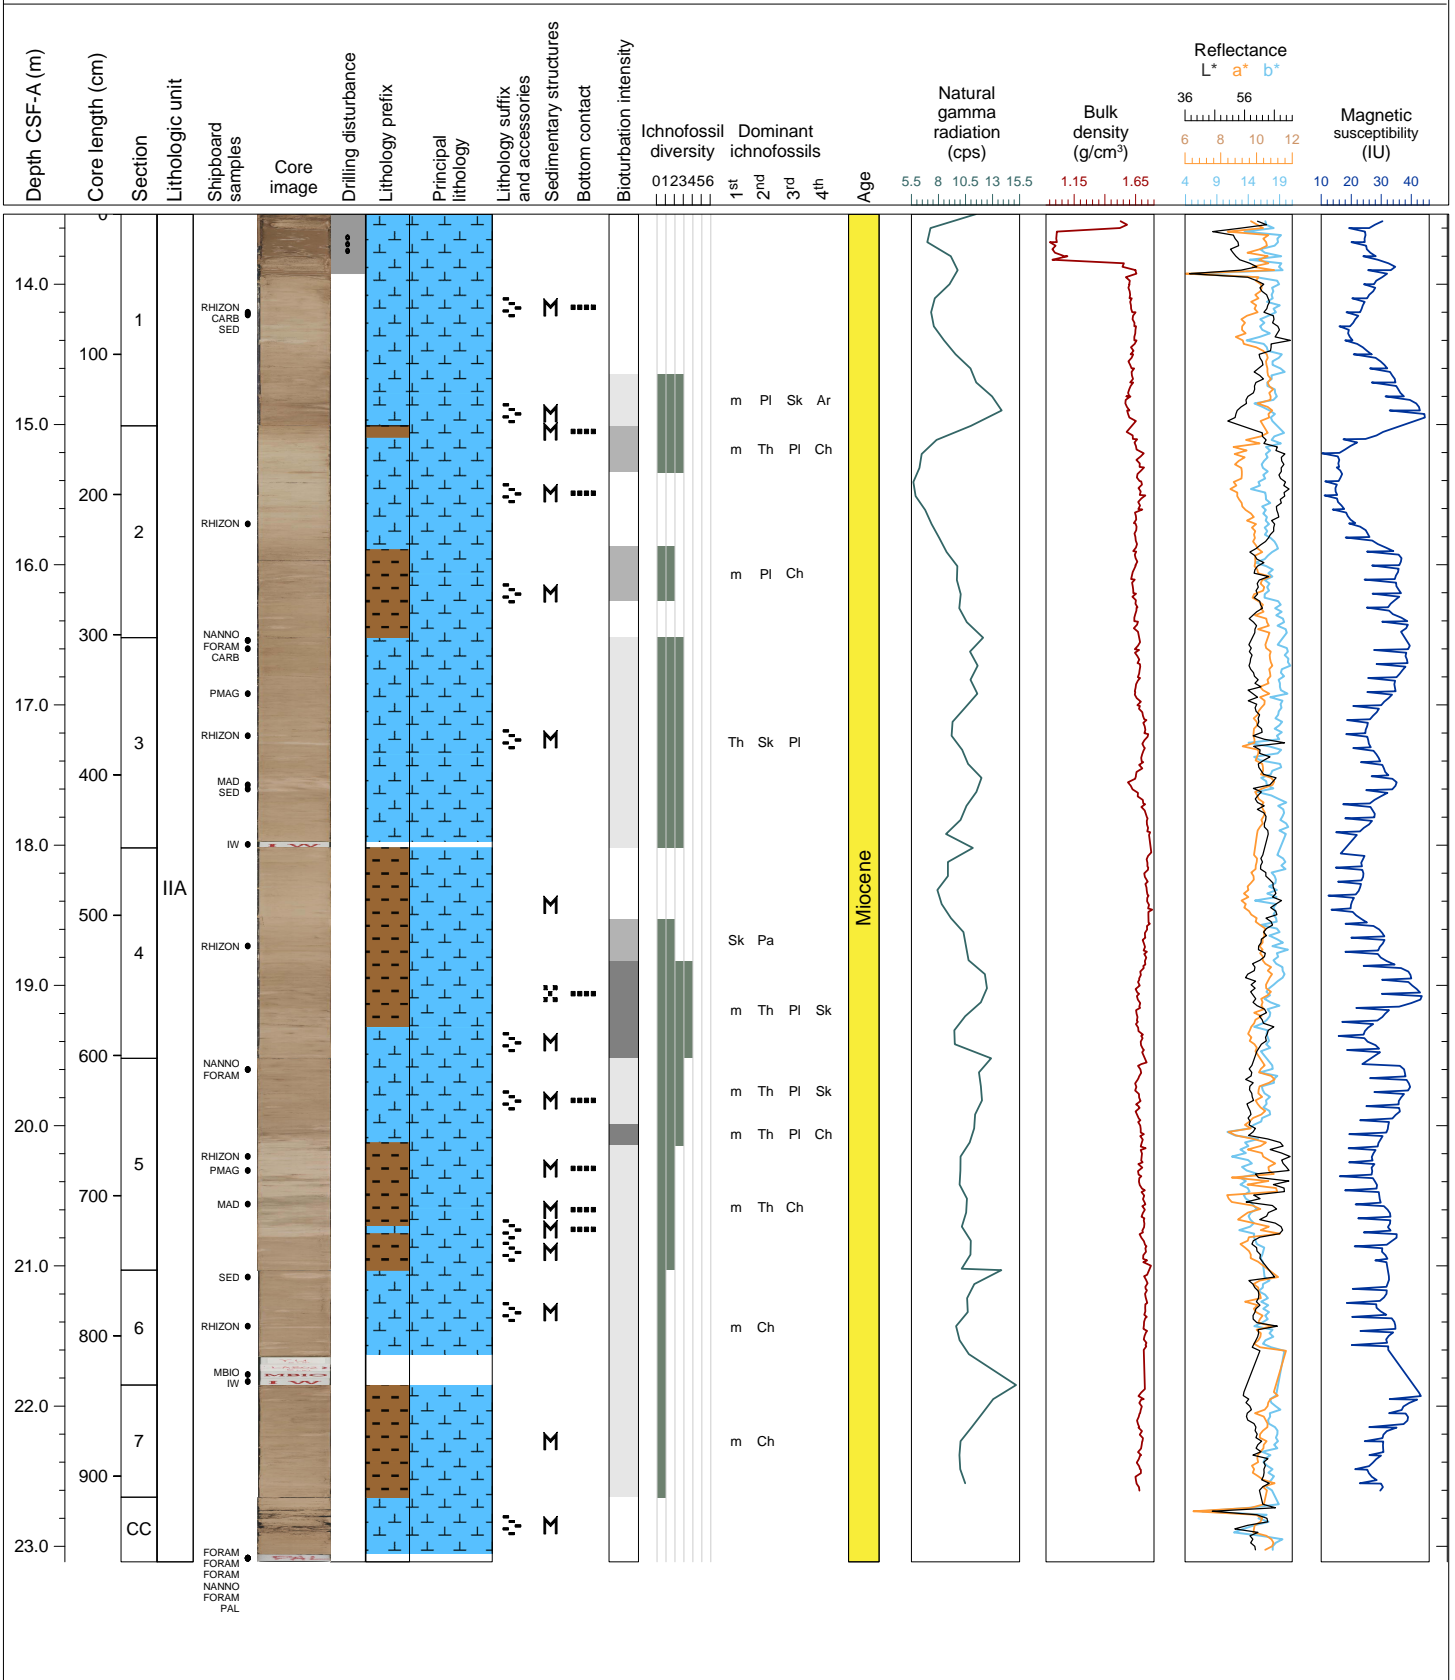 Depth CSF-A (m)
Core length (cm)
Section
Lithologic unit
Shipboard
samples
Core
image
Drilling disturbance
Lithology prefix
Principal
lithology
Lithology suffix
and accessories
Sedimentary structures
Bottom contact
Bioturbation intensity
Ichnofossil
diversity
0123456
Dominant
ichnofossils
1st 2nd 3rd 4th
Age
Natural
gamma
radiation
(cps)
5.5 8 10.5 13 15.5
Bulk
density
(g/cm³)
1.15 1.65
Reflectance
L* a* b*
36 56
6 8 10 12
4 9 14 19
Magnetic
susceptibility
(IU)
10 20 30 40
0
14.0
RHIZON
CARB
SED
1
100
m Pl Sk Ar
15.0
m Th Pl Ch
200
RHIZON
2
16.0
m Pl Ch
300
NANNO
FORAM
CARB
PMAG
17.0
RHIZON
3
Th Sk Pl
400
MAD
SED
18.0
IW
I W
Miocene
IIA
500
RHIZON
4
Sk Pa
19.0
m Th Pl Sk
600
NANNO
FORAM
m Th Pl Sk
20.0
m Th Pl Ch
RHIZON
5
PMAG
700
MAD
m Th Ch
21.0
SED
RHIZON
6
m Ch
800
MBIO
MBIO
IW
I W
22.0
7
m Ch
900
CC
23.0
FORAM
PAL
FORAM
FORAM
NANNO
FORAM
PAL